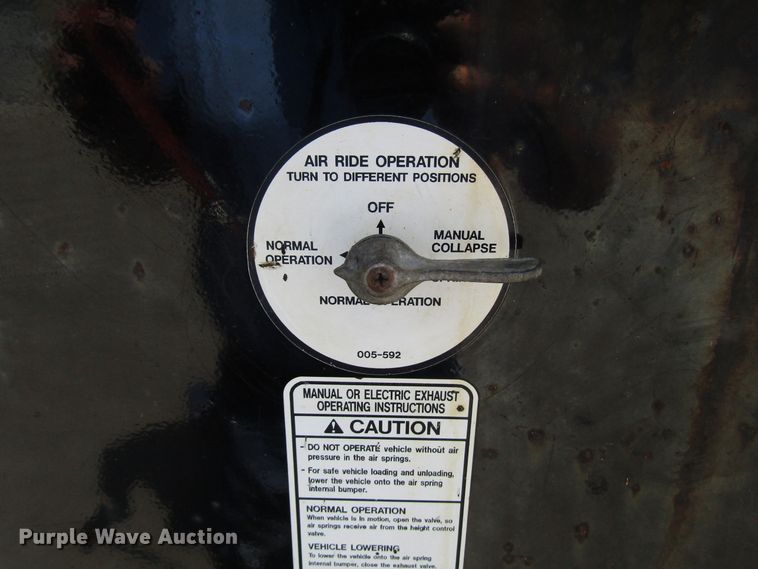 AIR RIDE OPERATION
TURN TO DIFFERENT POSITIONS
OFF
NORMAL
OPERATION
MANUAL
COLLAPSE
NORMAL OPERATION
005-592
MANUAL OR ELECTRIC EXHAUST
OPERATING INSTRUCTIONS
CAUTION
- DO NOT OPERATE vehicle without air
pressure in the air springs.
- For safe vehicle loading and unloading,
lower the vehicle onto the air spring
internal bumper.
NORMAL OPERATION
When vehicle is in motion, open the valve, so
air springs receive air from the height control
valve.
VEHICLE LOWERING
To lower the vehicle onto the air spring
internal bumper, close the exhaust valve.
Purple Wave Auction